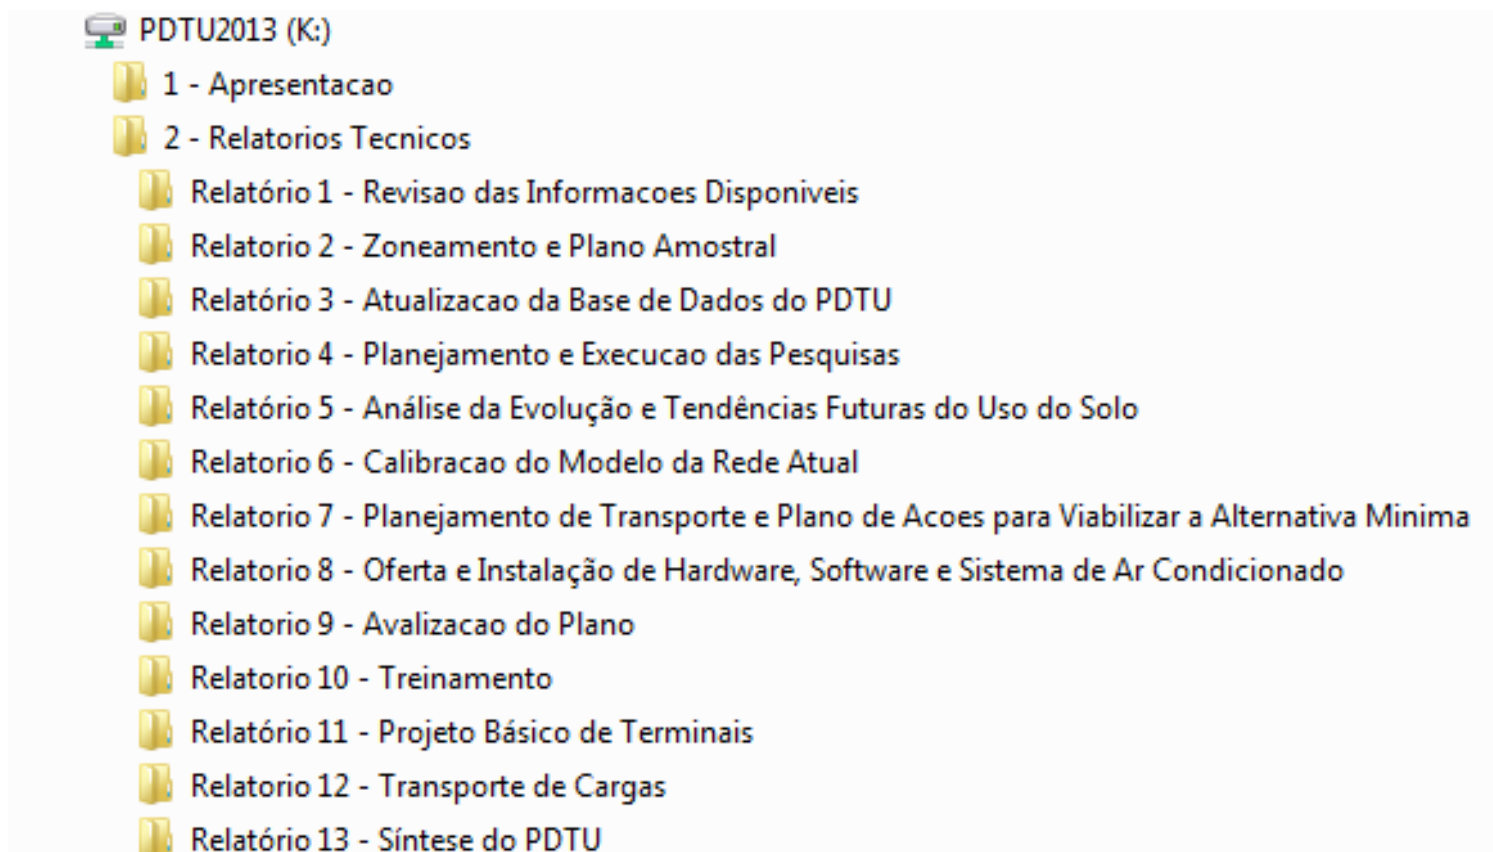 PDTU2013 (K:)
1 - Apresentacao
2 - Relatorios Tecnicos
Relatório 1 - Revisao das Informacoes Disponiveis
Relatorio 2 - Zoneamento e Plano Amostral
Relatório 3 - Atualizacao da Base de Dados do PDTU
Relatorio 4 - Planejamento e Execucao das Pesquisas
Relatório 5 - Análise da Evolução e Tendências Futuras do Uso do Solo
Relatorio 6 - Calibracao do Modelo da Rede Atual
Relatorio 7 - Planejamento de Transporte e Plano de Acoes para Viabilizar a Alternativa Minima
Relatorio 8 - Oferta e Instalação de Hardware, Software e Sistema de Ar Condicionado
Relatorio 9 - Avalizacao do Plano
Relatorio 10 - Treinamento
Relatório 11 - Projeto Básico de Terminais
Relatorio 12 - Transporte de Cargas
Relatório 13 - Síntese do PDTU